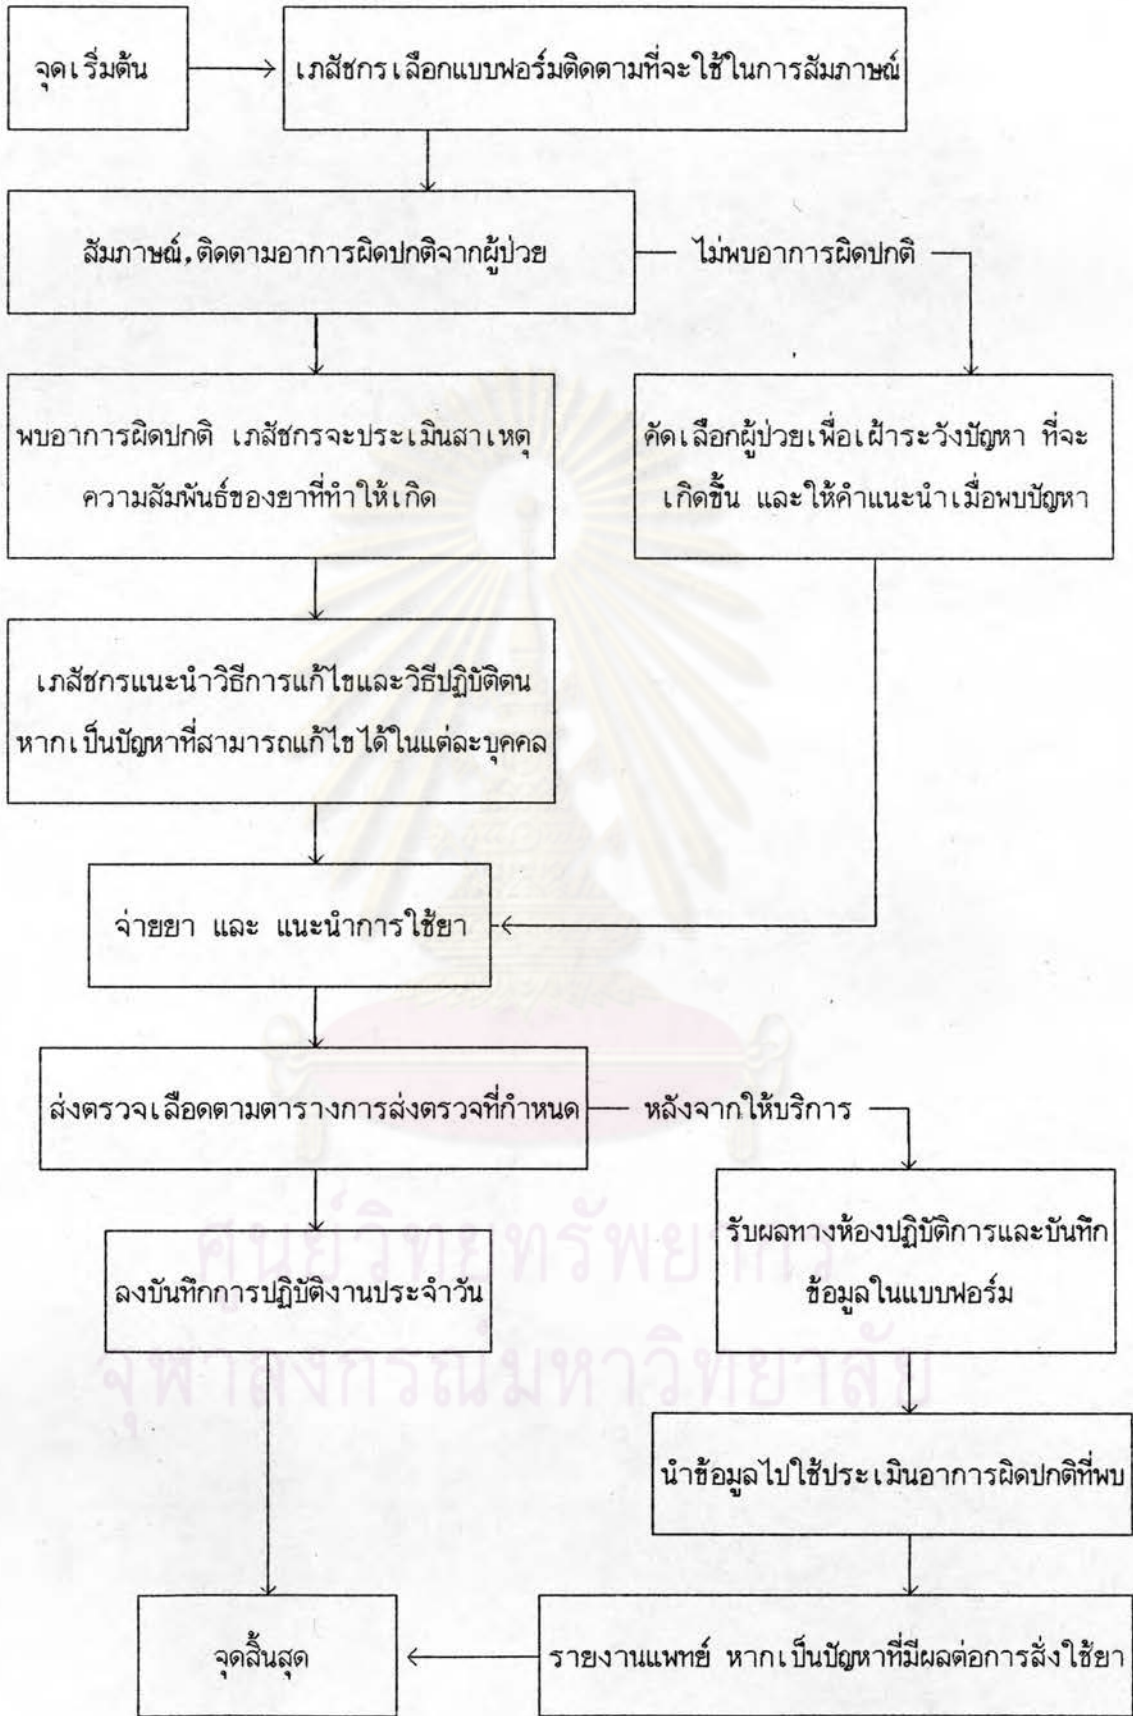 จุดเริ่มต้น
เภสัชกรเลือกแบบฟอร์มติดตามที่จะใช้ในการสัมภาษณ์
สัมภาษณ์,ติดตามอาการผิดปกติจากผู้ป่วย
ไม่พบอาการผิดปกติ
พบอาการผิดปกติ เภสัชกรจะประเมินสาเหตุ
ความสัมพันธ์ของยาที่ทำให้เกิด
คัดเลือกผู้ป่วยเพื่อเฝ้าระวังปัญหา ที่จะ
เกิดขึ้น และให้คำแนะนำเมื่อพบปัญหา
เภสัชกรแนะนำวิธีการแก้ไขและวิธีปฏิบัติตน
หากเป็นปัญหาที่สามารถแก้ไขได้ในแต่ละบุคคล
จ่ายยา และ แนะนำการใช้ยา
ส่งตรวจเลือดตามตารางการส่งตรวจที่กำหนด
หลังจากให้บริการ
รับผลทางห้องปฏิบัติการและบันทึก
ข้อมูลในแบบฟอร์ม
ลงบันทึกการปฏิบัติงานประจำวัน
ศูนย์วิทยทรัพยากร
จุฬาลงกรณ์มหาวิทยาลัย
นำข้อมูลไปใช้ประเมินอาการผิดปกติที่พบ
จุดสิ้นสุด
รายงานแพทย์ หากเป็นปัญหาที่มีผลต่อการสั่งใช้ยา